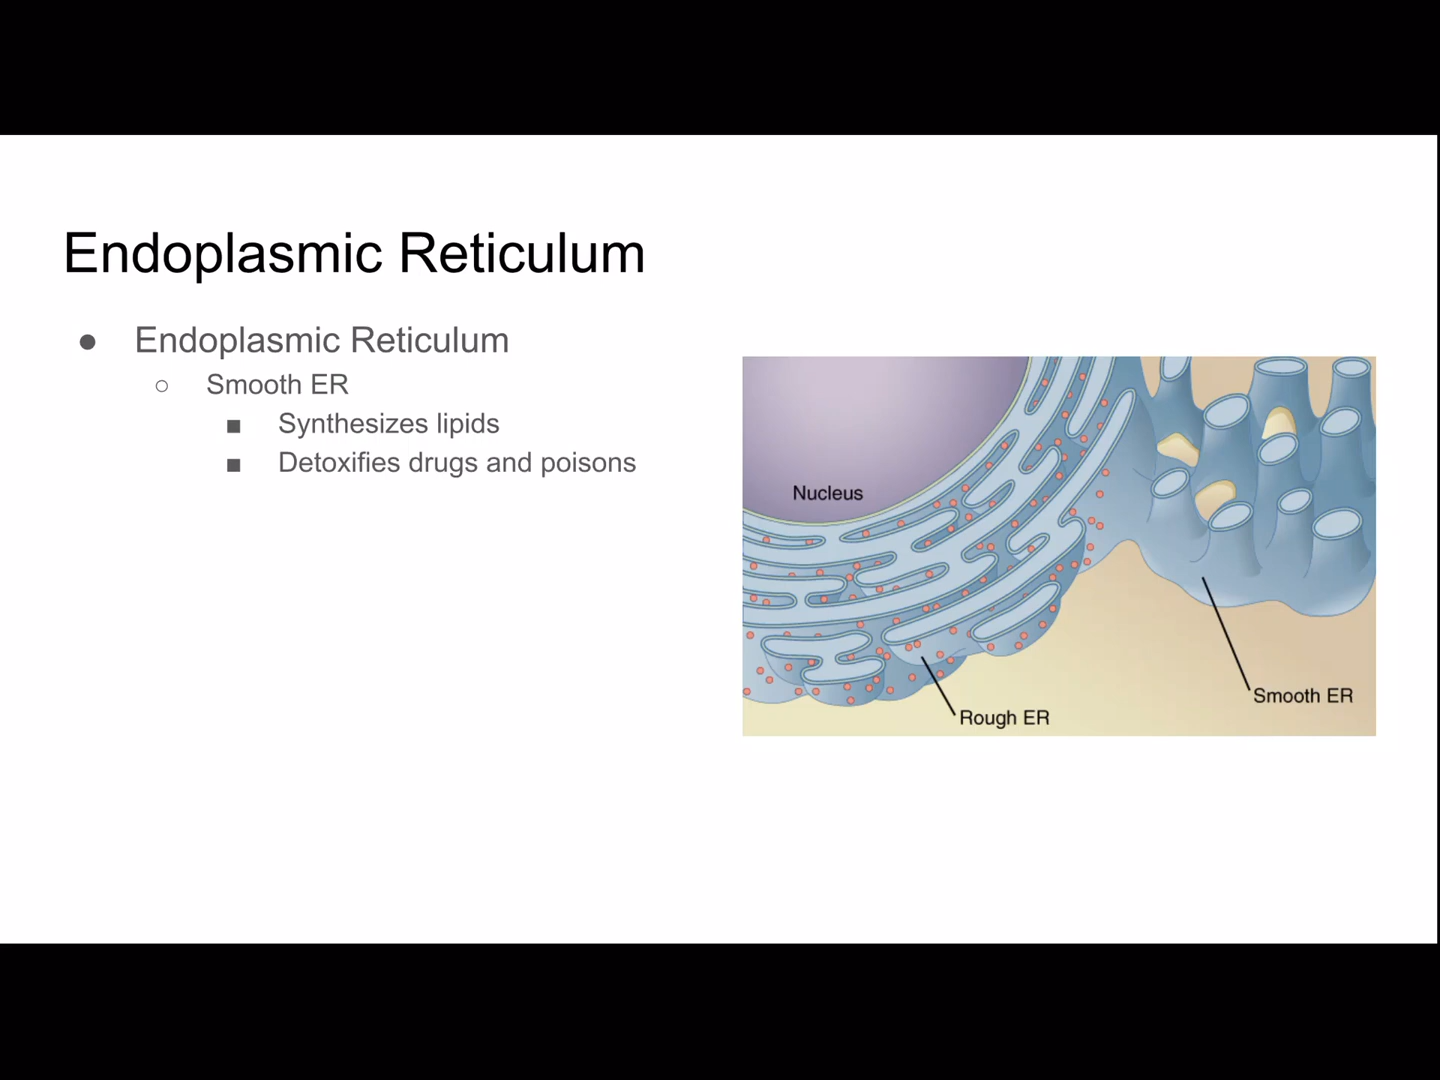 Endoplasmic Reticulum
● Endoplasmic Reticulum
○ Smooth ER
■ Synthesizes lipids
■ Detoxifies drugs and poisons
Nucleus
Smooth ER
Rough ER